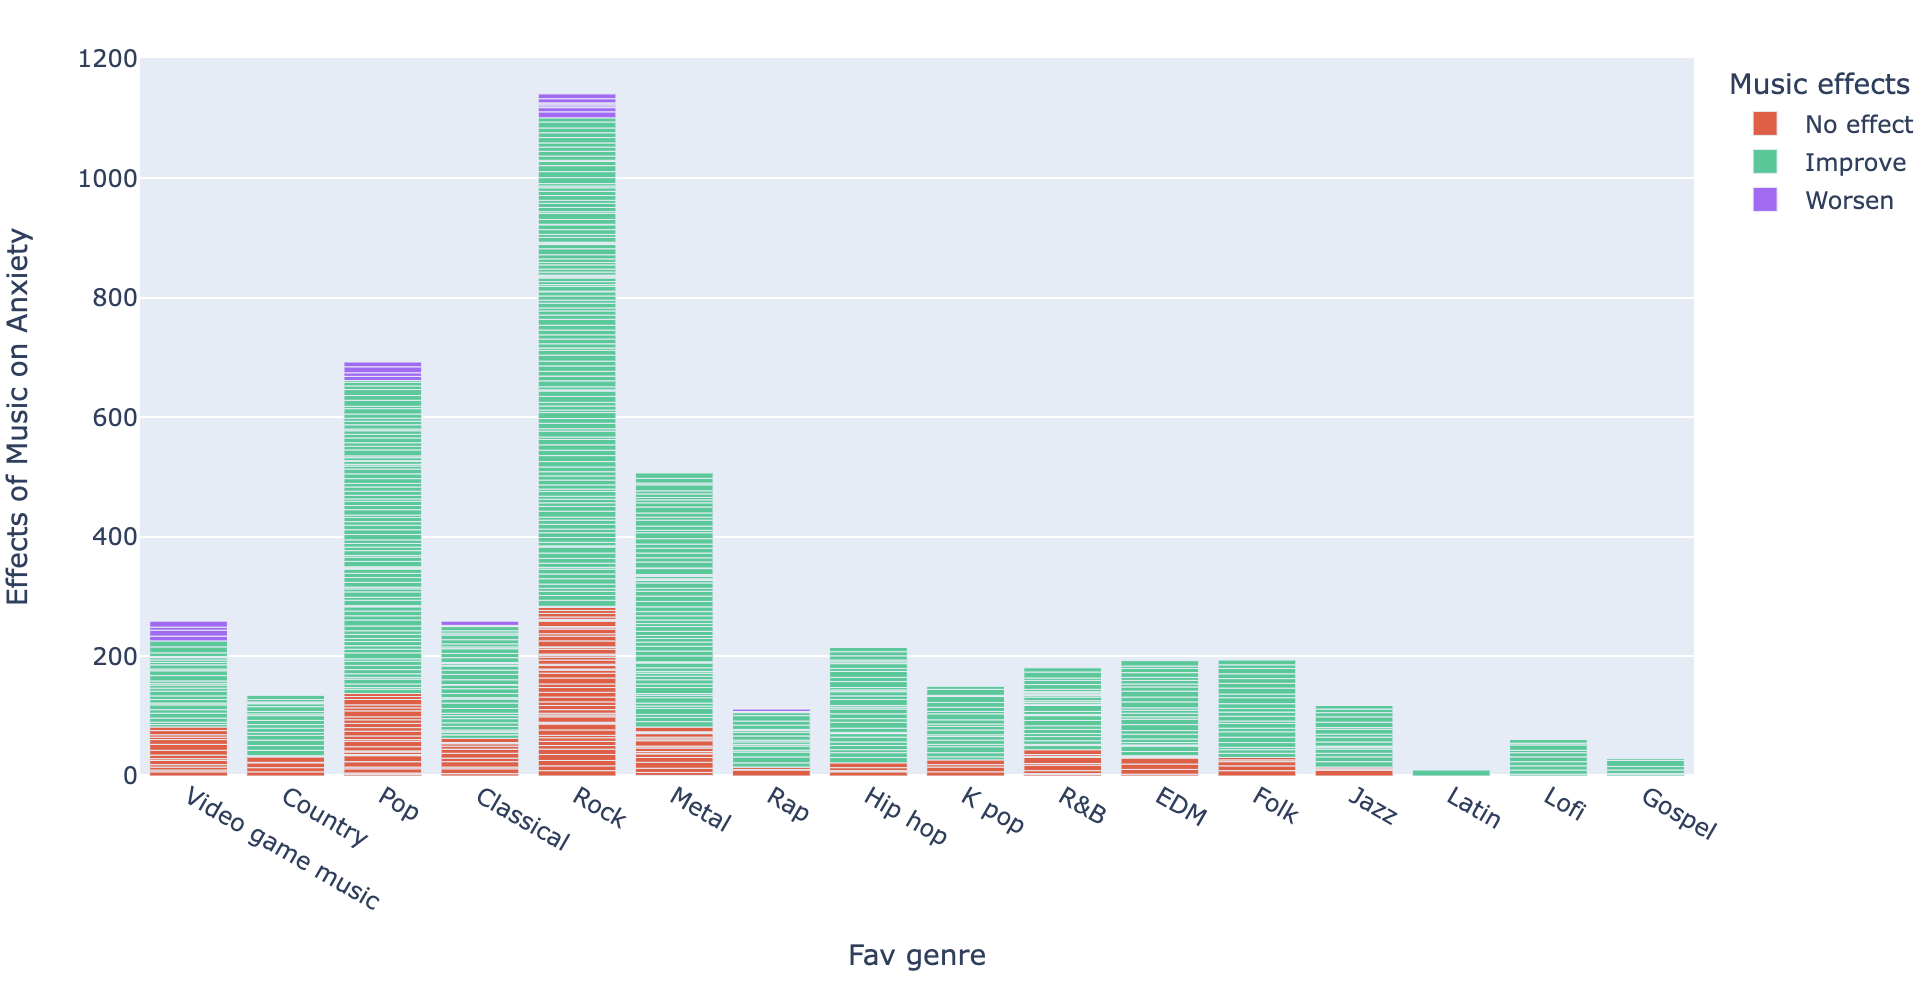 1200
1000
800
600
400
200
0
Effects of Music on Anxiety
Video game music
Country
Pop
Classical
Rock
Metal
Rap
Hip hop
K pop
R&B
EDM
Folk
Jazz
Latin
Lofi
Gospel
Fav genre
Music effects
No effect
Improve
Worsen